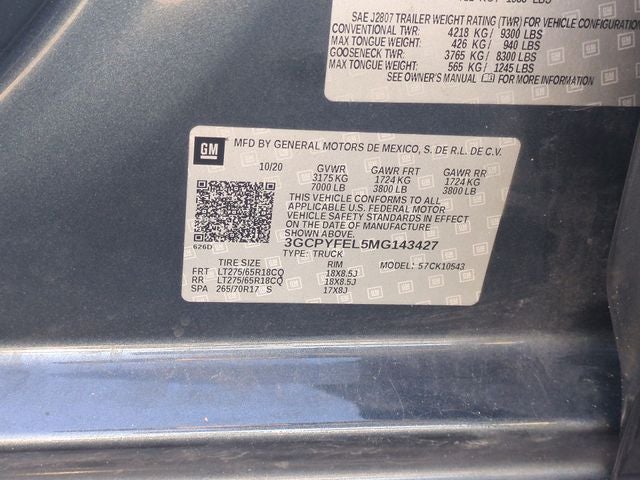 SAE J2807 TRAILER WEIGHT RATING (TWR) FOR VEHICLE CONFIGURATION
CONVENTIONAL TWR: 4218 KG / 9300 LBS
MAX TONGUE WEIGHT: 426 KG / 940 LBS
GOOSENECK TWR: 3765 KG / 8300 LBS
MAX TONGUE WEIGHT: 565 KG / 1245 LBS
SEE OWNER'S MANUAL FOR MORE INFORMATION
GM MFD BY GENERAL MOTORS DE MEXICO, S. DE R.L. DE C.V.
10/20 GVWR GAWR FRT GAWR RR
3175 KG 1724 KG 1724 KG
7000 LB 3800 LB 3800 LB
THIS VEHICLE CONFORMS TO ALL
APPLICABLE U.S. FEDERAL MOTOR
VEHICLE SAFETY STANDARDS IN EFFECT
ON THE DATE OF MANUFACTURE
SHOWN ABOVE.
3GCPYFEL5MG143427
626D TYPE: TRUCK
TIRE SIZE RIM MODEL: 57CK10543
FRT LT275/65R18CQ 18X8.5J
RR LT275/65R18CQ 18X8.5J
SPA 265/70R17 S 17X8J